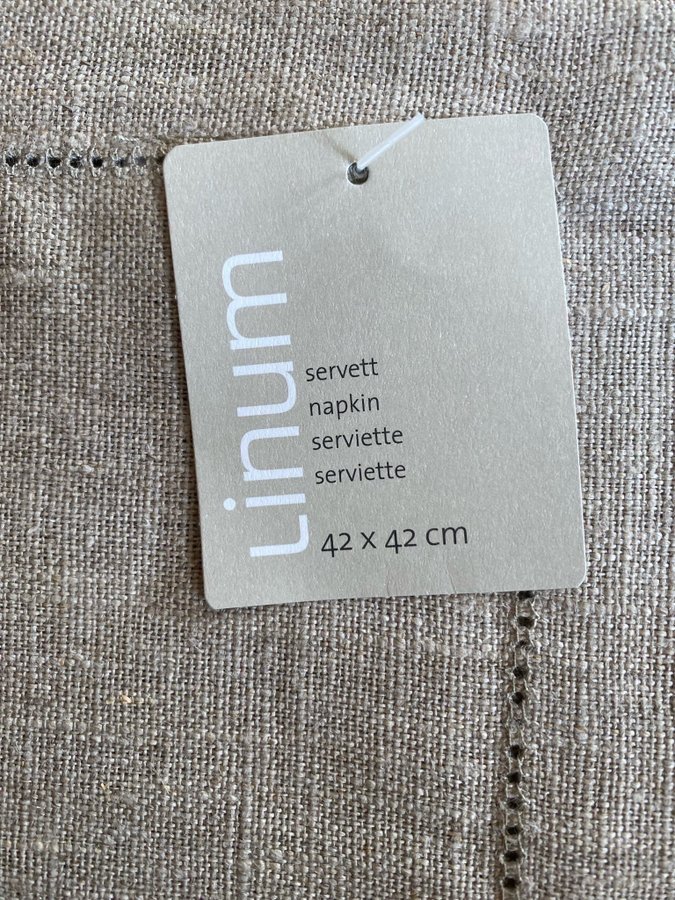 Linum
servett
napkin
serviette
serviette
42 x 42 cm